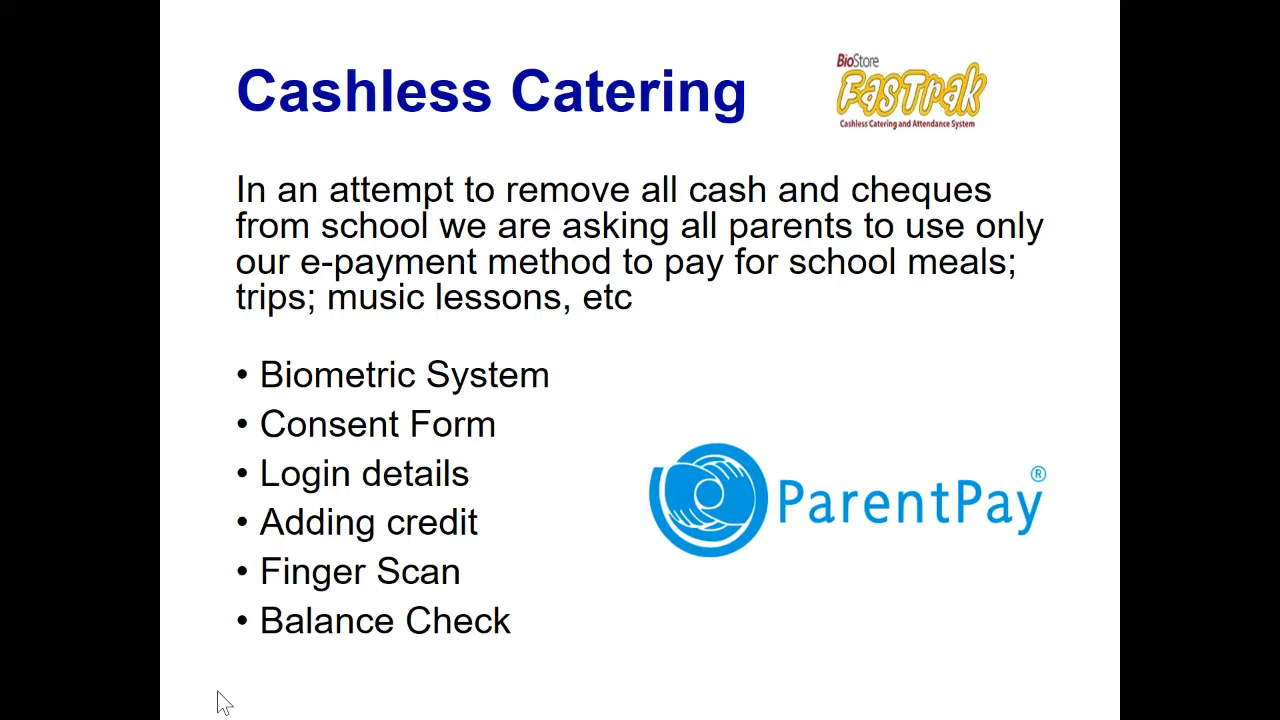 Cashless Catering
BioStore
FasTrak
Cashless Catering and Attendance System
In an attempt to remove all cash and cheques
from school we are asking all parents to use only
our e-payment method to pay for school meals;
trips; music lessons, etc
• Biometric System
• Consent Form
• Login details
• Adding credit
• Finger Scan
• Balance Check
ParentPay®